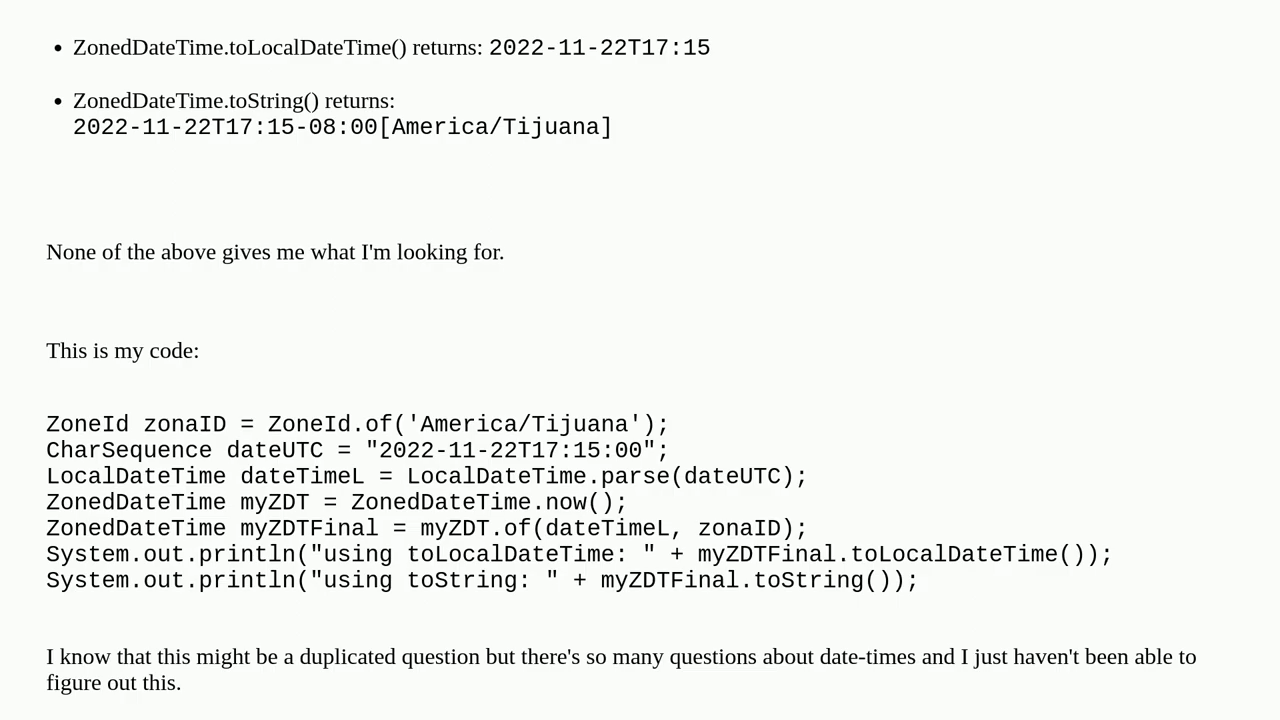 • ZonedDateTime.toLocalDateTime() returns: 2022-11-22T17:15
• ZonedDateTime.toString() returns:
2022-11-22T17:15-08:00[America/Tijuana]
None of the above gives me what I'm looking for.
This is my code:
ZoneId zonaID = ZoneId.of('America/Tijuana');
CharSequence dateUTC = "2022-11-22T17:15:00";
LocalDateTime dateTimeL = LocalDateTime.parse(dateUTC);
ZonedDateTime myZDT = ZonedDateTime.now();
ZonedDateTime myZDTFinal = myZDT.of(dateTimeL, zonaID);
System.out.println("using toLocalDateTime: " + myZDTFinal.toLocalDateTime());
System.out.println("using toString: " + myZDTFinal.toString());
I know that this might be a duplicated question but there's so many questions about date-times and I just haven't been able to
figure out this.